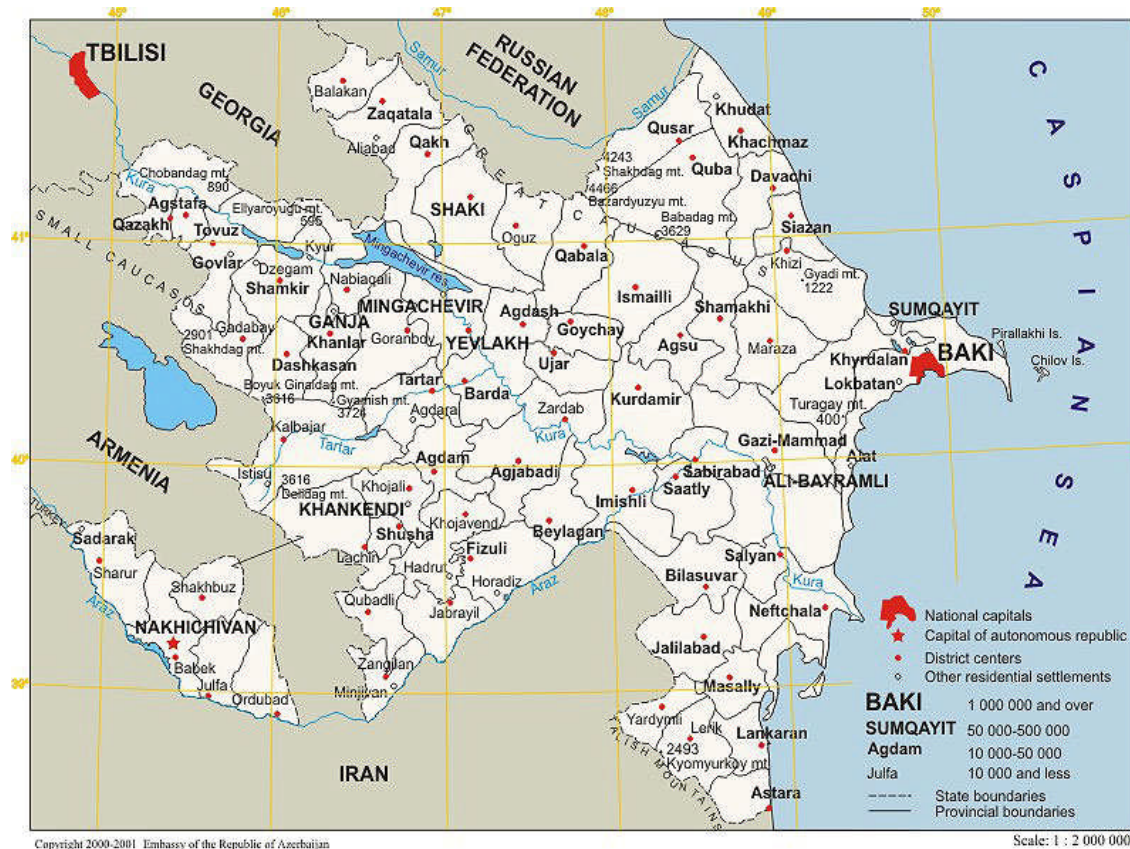 45°
46°
47°
48°
49°
50°
TBILISI
GEORGIA
RUSSIAN
FEDERATION
Samur
Samur
CASPIAN SEA
GREAT CAUCASUS
SMALL CAUCASUS
Balakan
Zaqatala
Aliabad
Qakh
Khudat
Qusar
Khachmaz
4243
Shakhdag mt.
Quba
4466
Bazardyuzyu mt.
Davachi
Chobandag mt.
890
Kura
Agstafa
Qazakh
Ellyaroyugu mt.
595
Tovuz
Kyur
SHAKI
Oguz
Babadag mt.
3629
Siazan
41°
41°
Govlar
Dzegam
Shamkir
Nabiagali
Mingachevir res.
Qabala
Khizi
Gyadi mt.
1222
Ismailli
MINGACHEVIR
Shamakhi
SUMQAYIT
2901
Gadabay
Shakhdag mt.
GANJA
Khanlar
Goranboy
YEVLAKH
Agdash
Goychay
Agsu
Maraza
Pirallakhi Is.
Khyrdalan
BAKI
Chilov Is.
Dashkasan
Ujar
Lokbatan
Boyuk Ginaldag mt.
3616
Gyamish mt.
3726
Tartar
Barda
Kurdamir
Agdara
Zardab
Turagay mt.
400
Kalbajar
Tartar
Kura
Gazi-Mammad
ARMENIA
40°
40°
Agdam
Agjabadi
Sabirabad
Alat
Istisu
3616
Delidag mt.
Khojali
Imishli
Saatly
ALI-BAYRAMLI
KHANKENDI
Khojavend
Shusha
Beylagan
TURKEY
Sadarak
Lachin
Fizuli
Salyan
Sharur
Hadrut
Shakhbuz
Horadiz
Araz
Bilasuvar
Kura
Araz
Qubadli
Jabrayil
Neftchala
NAKHICHIVAN
Jalilabad
Babek
Zangilan
39°
Julfa
Minjivan
Masally
Ordubad
Yardymli
Lerik
2493
Kyomyurkoy mt.
Lankaran
TALISH MOUNTAINS
IRAN
Astara
National capitals
Capital of autonomous republic
District centers
Other residential settlements
BAKI 1 000 000 and over
SUMQAYIT 50 000-500 000
Agdam 10 000-50 000
Julfa 10 000 and less
State boundaries
Provincial boundaries
Copyright 2000-2001 Embassy of the Republic of Azerbaijan
Scale: 1 : 2 000 000